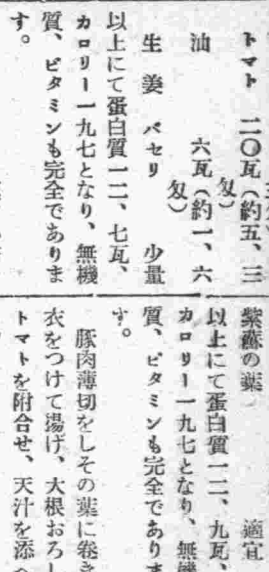 トマト 二〇瓦(約五、三
匁)
油 六瓦(約一、六
匁)
生姜 パセリ 少量
以上にて蛋白質一二、七瓦、
カロリー一九七となり、無機
質、ビタミンも完全でありま
す。
紫蘇の葉 適宜
以上にて蛋白質一二、九瓦、
カロリー一九七となり、無機
質、ビタミンも完全でありま
す。
豚肉薄切をしその葉に巻き
衣をつけて揚げ、大根おろし
トマトを附合せ、天汁を添へ